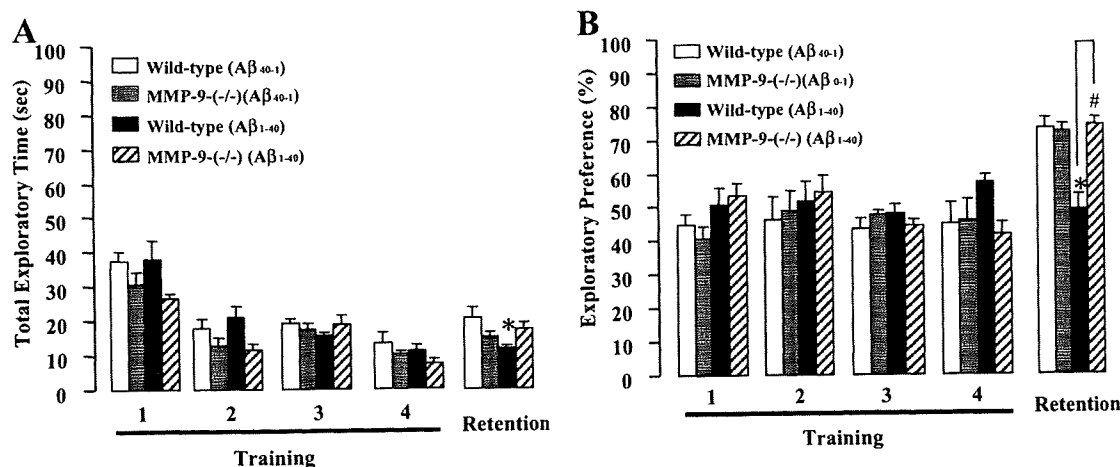 A
Total Exploratory Time (sec)
100
90
80
70
60
50
40
30
20
10
0
Wild-type (Aβ40-1)
MMP-9-(-/-)(Aβ40-1)
Wild-type (Aβ1-40)
MMP-9-(-/-) (Aβ1-40)
*
1 2 3 4 Retention
Training
B
Exploratory Preference (%)
100
90
80
70
60
50
40
30
20
10
0
Wild-type (Aβ40-1)
MMP-9-(-/-)(Aβ0-1)
Wild-type (Aβ1-40)
MMP-9-(-/-) (Aβ1-40)
#
*
1 2 3 4 Retention
Training